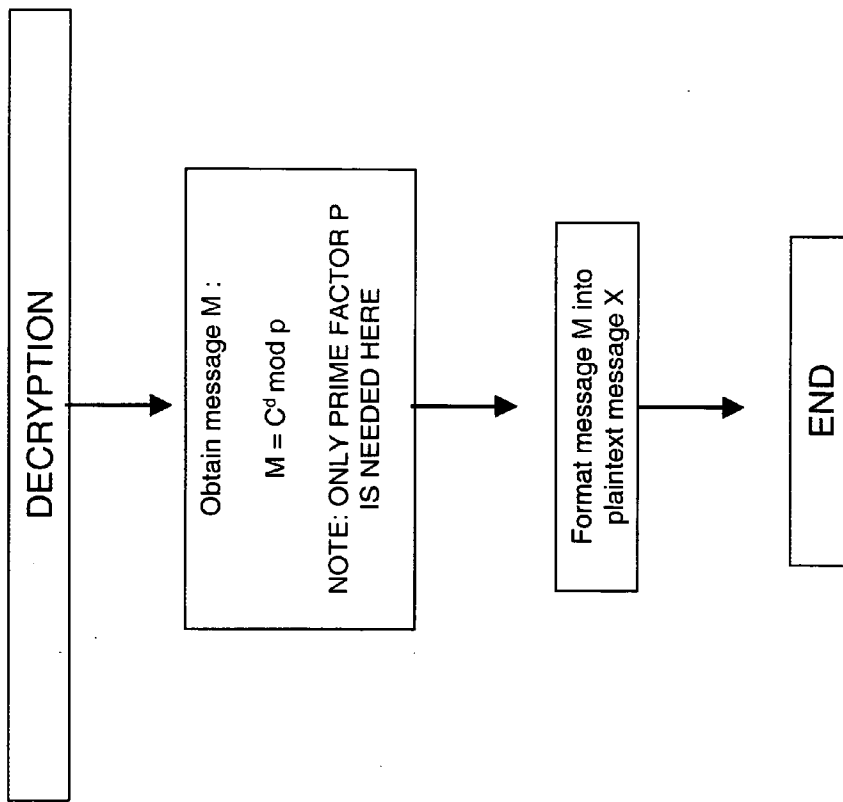 DECRYPTION
Obtain message M :
M = C^d mod p
NOTE: ONLY PRIME FACTOR P
IS NEEDED HERE
Format message M into
plaintext message X
END